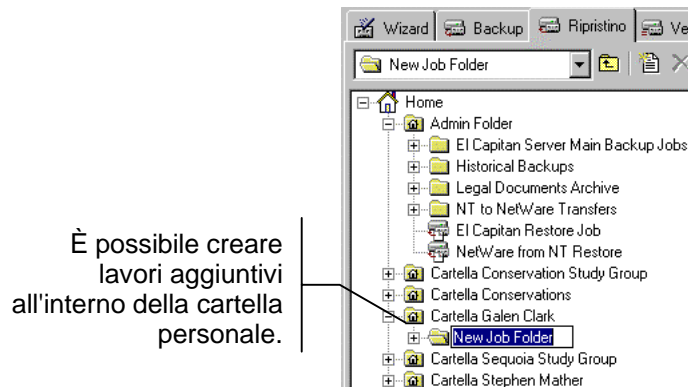 Wizard Backup Ripristino Ve
New Job Folder
Home
Admin Folder
El Capitan Server Main Backup Jobs
Historical Backups
Legal Documents Archive
NT to NetWare Transfers
El Capitan Restore Job
NetWare from NT Restore
Cartella Conservation Study Group
Cartella Conservations
Cartella Galen Clark
New Job Folder
Cartella Sequoia Study Group
Cartella Stephen Mather
È possibile creare
lavori aggiuntivi
all'interno della cartella
personale.